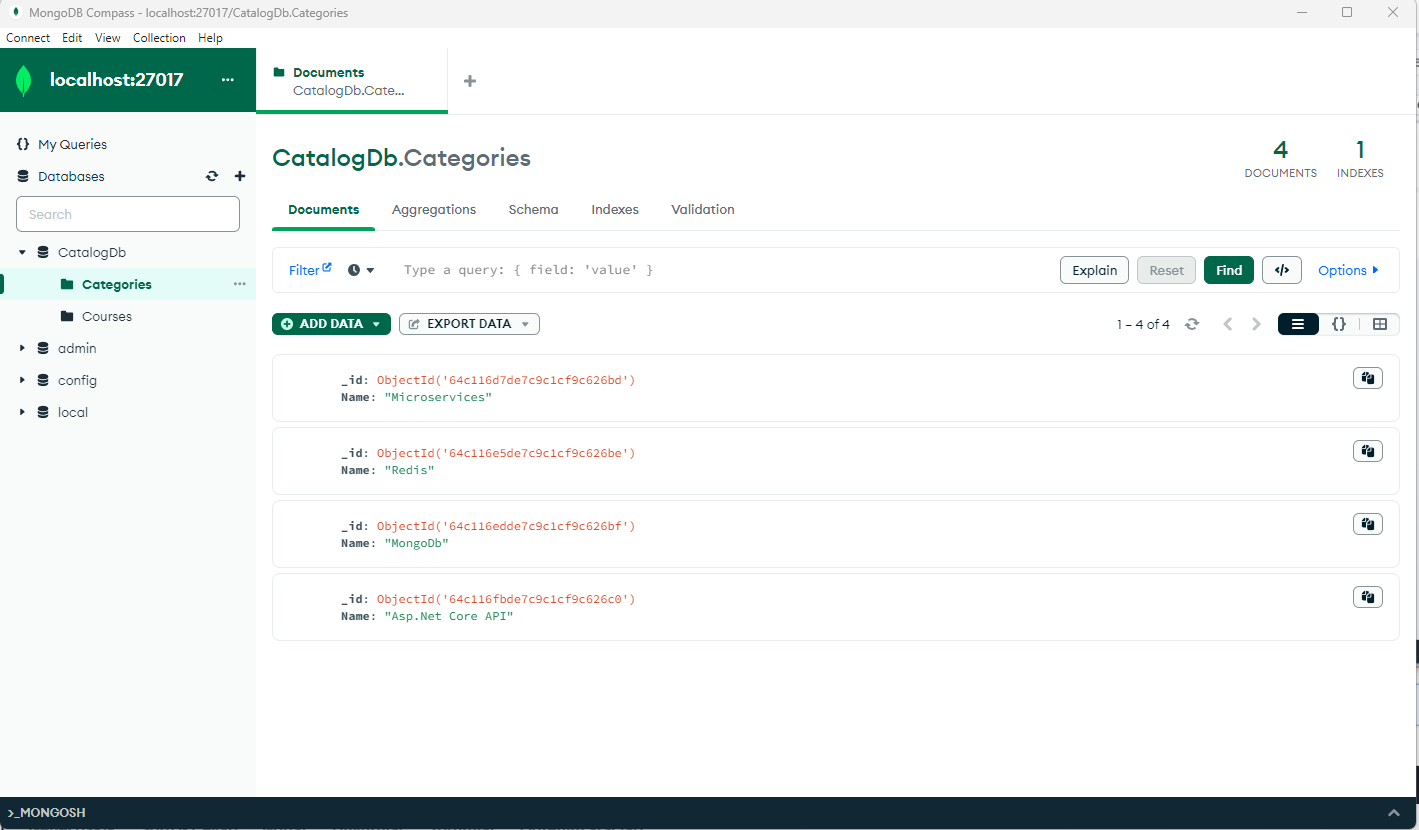 MongoDB Compass - localhost:27017/CatalogDb.Categories
Connect Edit View Collection Help
localhost:27017 ...
Documents
CatalogDb.Cate...
{} My Queries
Databases
Search
CatalogDb
Categories
Courses
admin
config
local
CatalogDb.Categories
4
DOCUMENTS
1
INDEXES
Documents Aggregations Schema Indexes Validation
Filter Type a query: { field: 'value' } Explain Reset Find </> Options
ADD DATA EXPORT DATA 1 – 4 of 4 {}
_id: ObjectId('64c116d7de7c9c1cf9c626bd')
Name: "Microservices"
_id: ObjectId('64c116e5de7c9c1cf9c626be')
Name: "Redis"
_id: ObjectId('64c116edde7c9c1cf9c626bf')
Name: "MongoDb"
_id: ObjectId('64c116fbde7c9c1cf9c626c0')
Name: "Asp.Net Core API"
>_MONGOSH